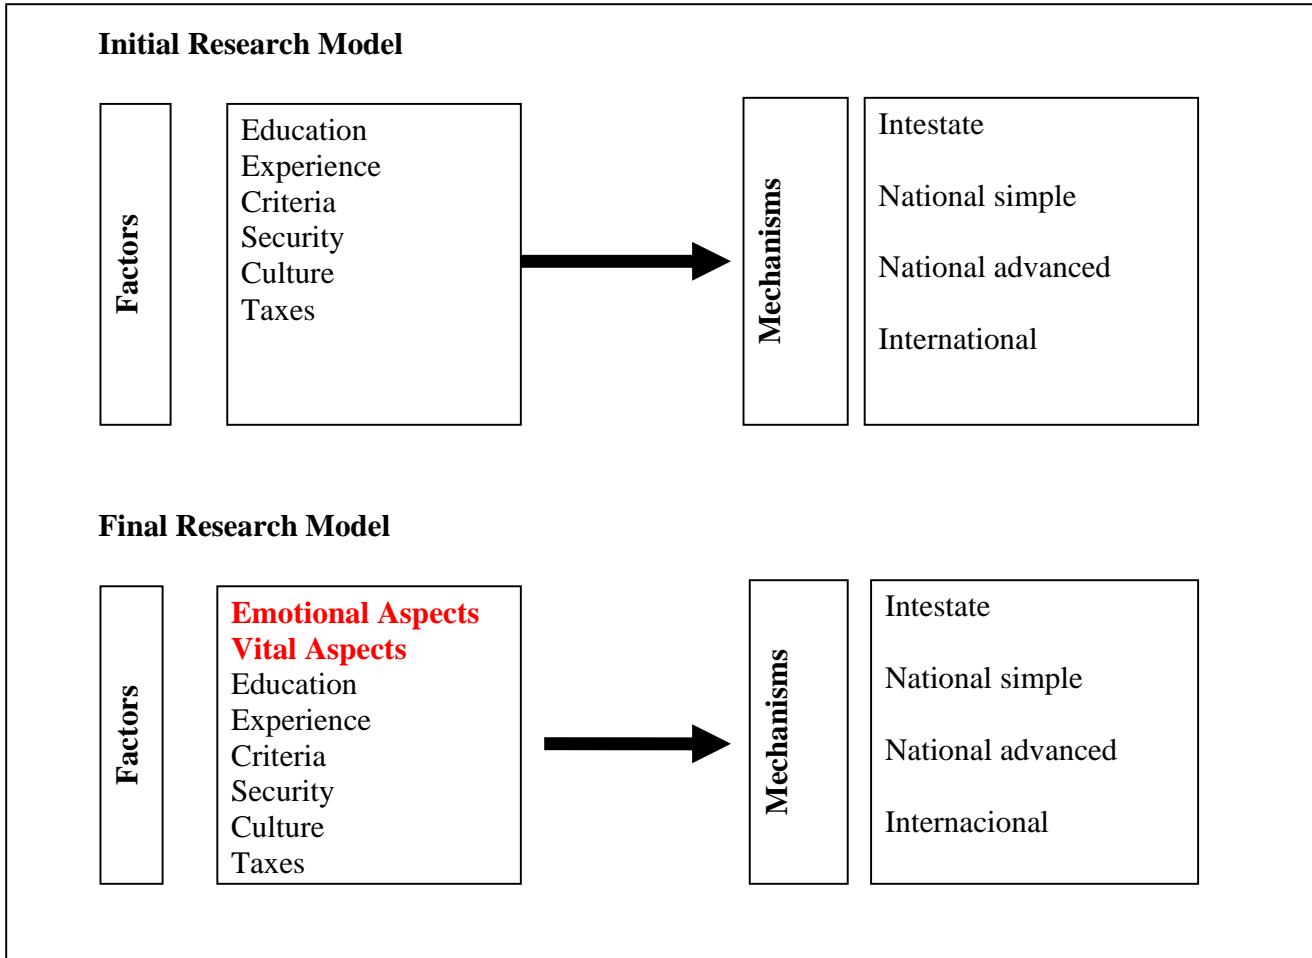 Initial Research Model
Factors
Education
Experience
Criteria
Security
Culture
Taxes
Mechanisms
Intestate
National simple
National advanced
International
Final Research Model
Factors
Emotional Aspects
Vital Aspects
Education
Experience
Criteria
Security
Culture
Taxes
Mechanisms
Intestate
National simple
National advanced
Internacional